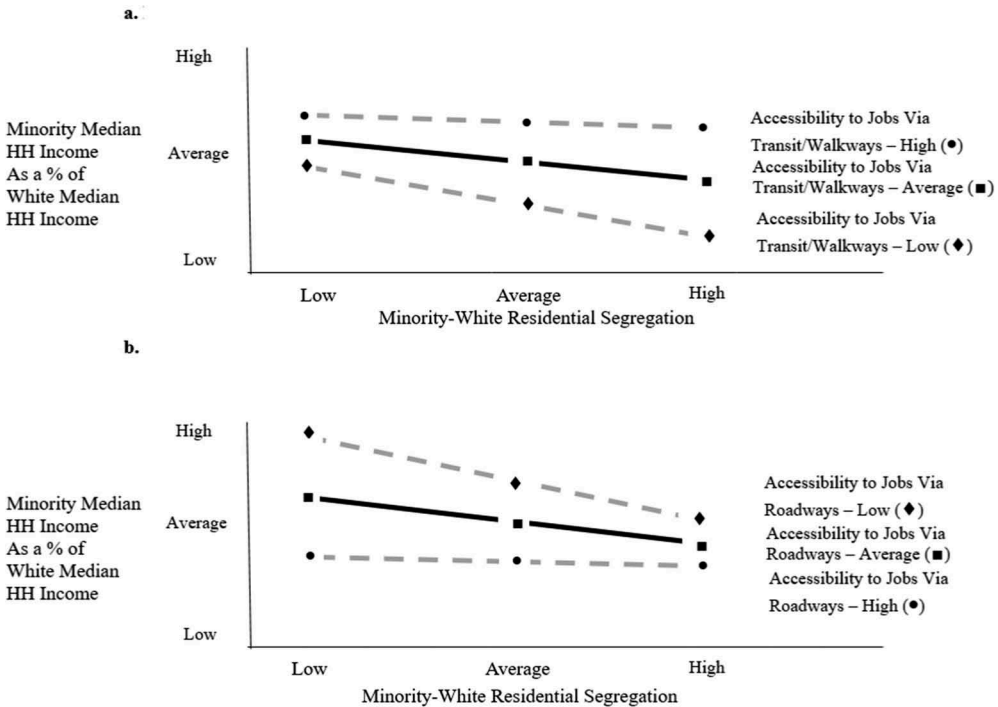 a.
High
Minority Median
HH Income
As a % of
White Median
HH Income
Average
Low
Accessibility to Jobs Via
Transit/Walkways – High (●)
Accessibility to Jobs Via
Transit/Walkways – Average (■)
Accessibility to Jobs Via
Transit/Walkways – Low (♦)
Low Average High
Minority-White Residential Segregation
b.
High
Minority Median
HH Income
As a % of
White Median
HH Income
Average
Low
Accessibility to Jobs Via
Roadways – Low (♦)
Accessibility to Jobs Via
Roadways – Average (■)
Accessibility to Jobs Via
Roadways – High (●)
Low Average High
Minority-White Residential Segregation